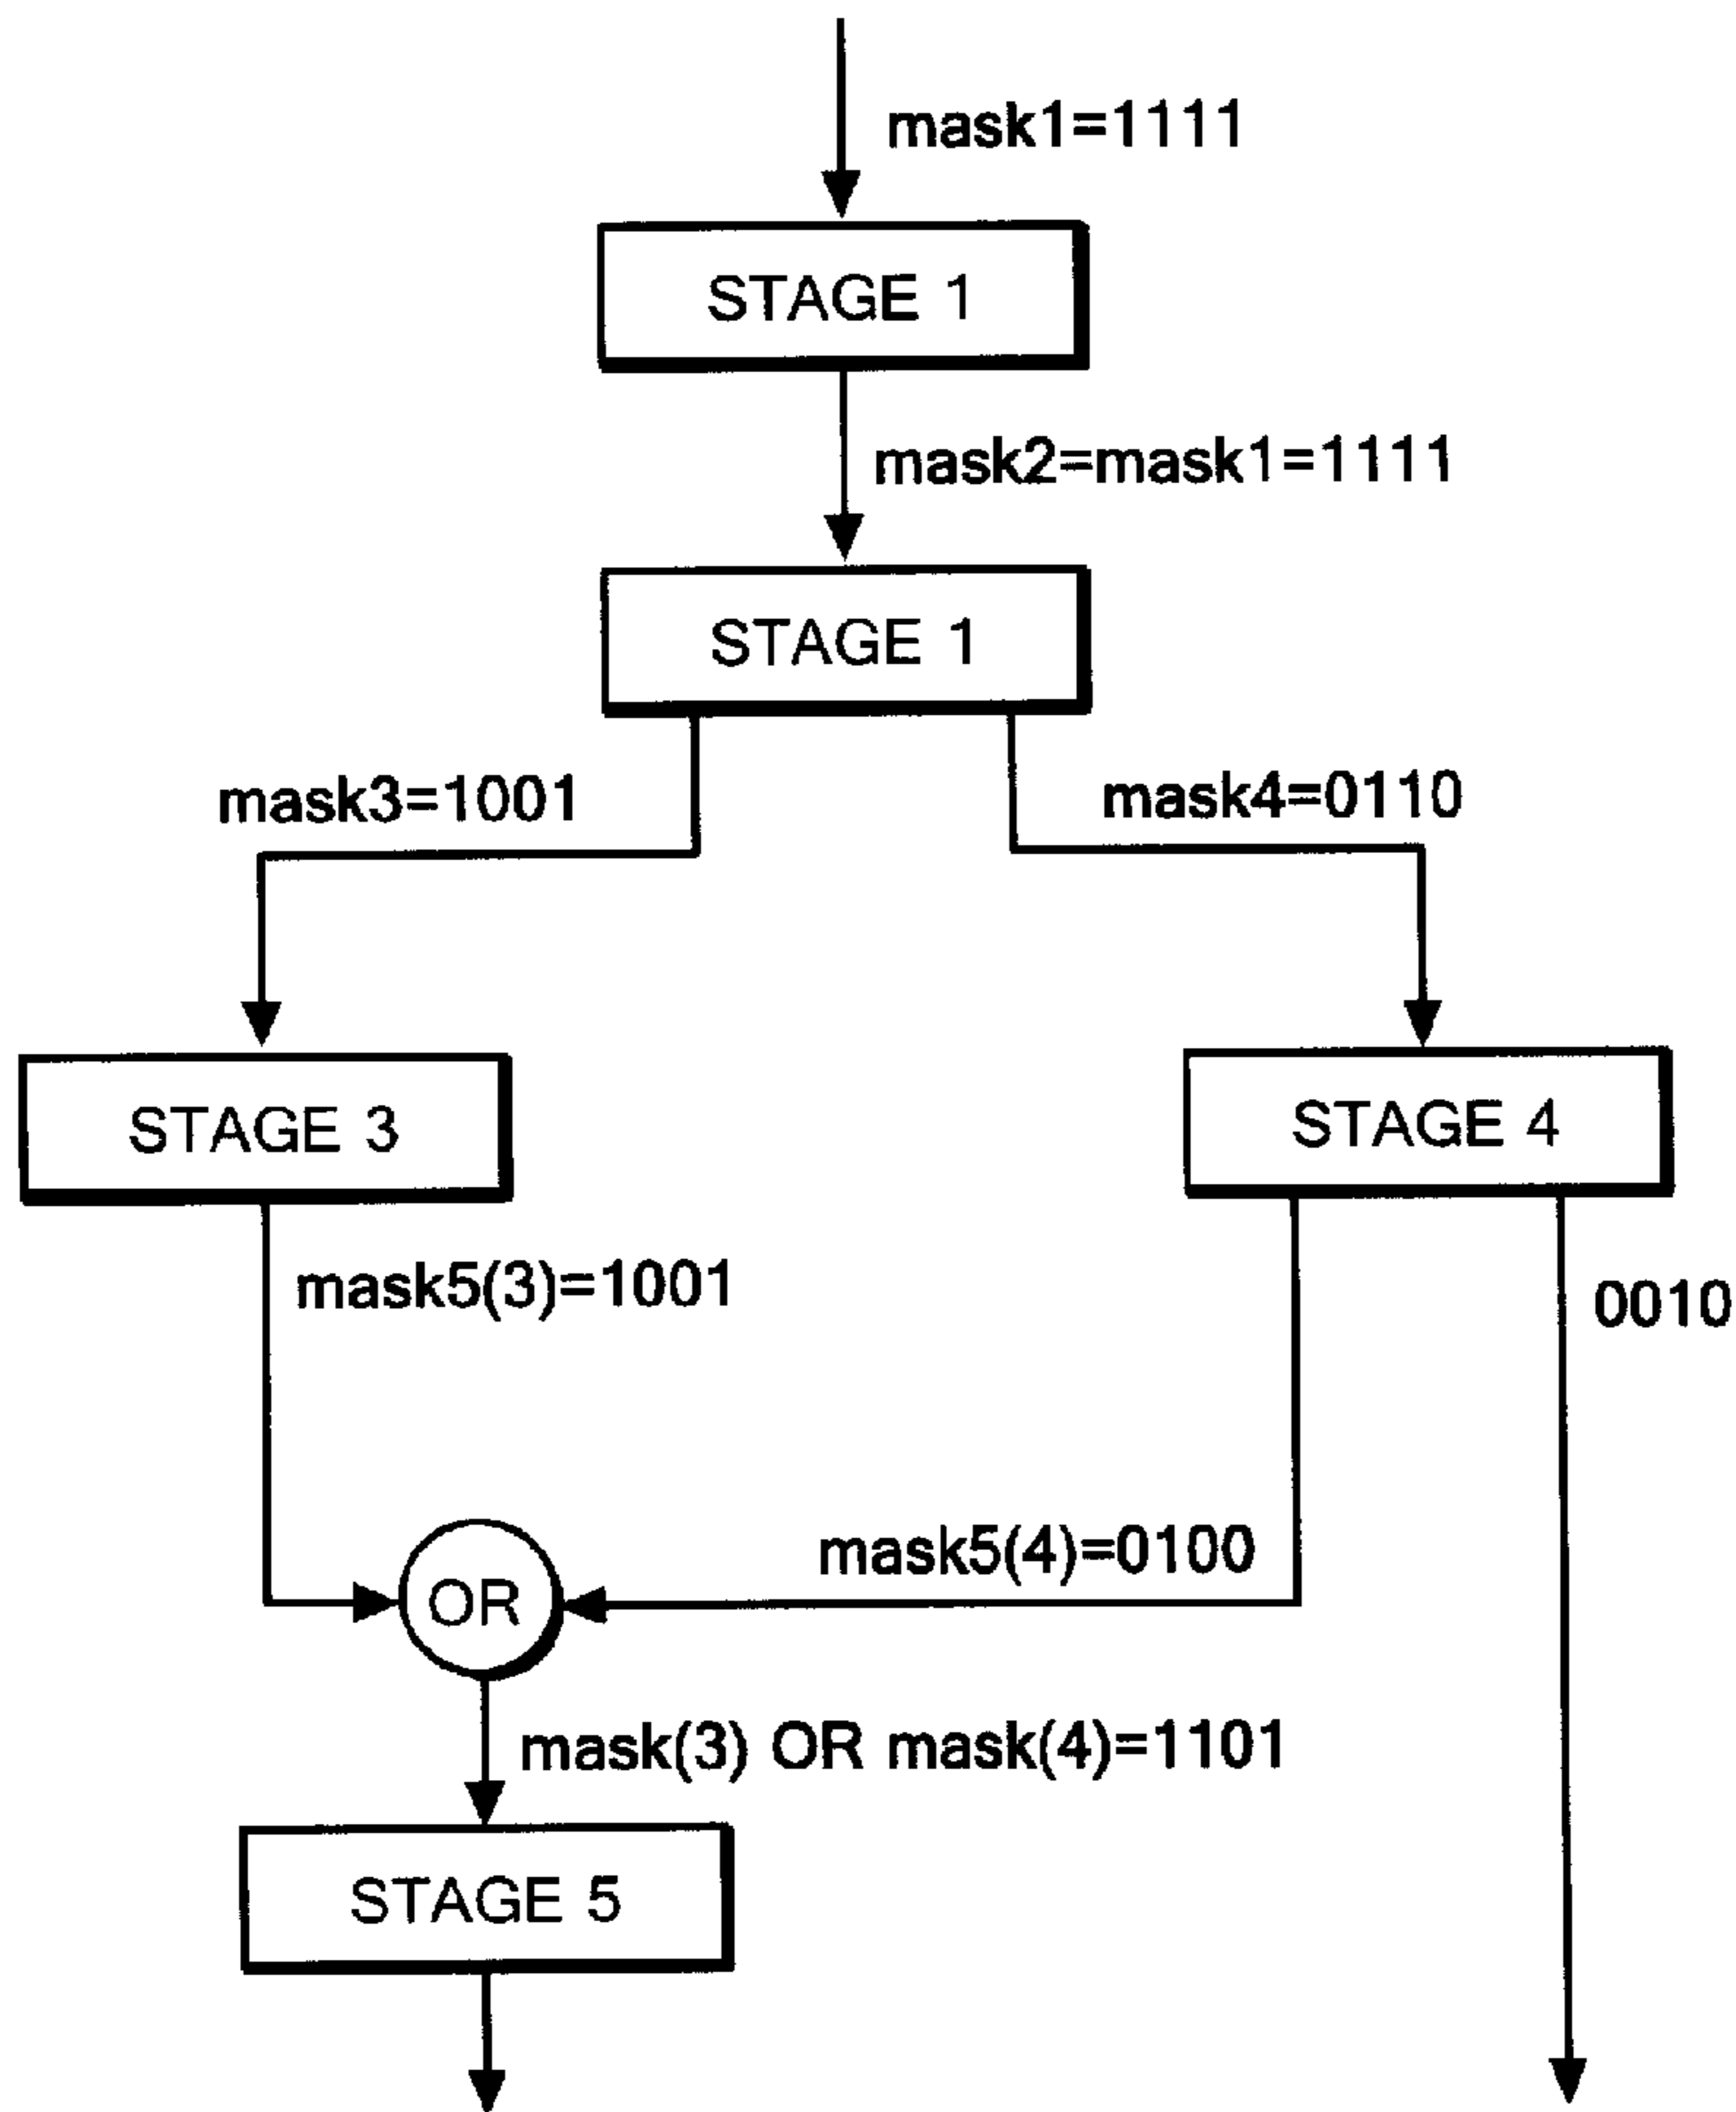 mask1=1111
STAGE 1
mask2=mask1=1111
STAGE 1
mask3=1001
mask4=0110
STAGE 3
STAGE 4
mask5(3)=1001
0010
mask5(4)=0100
OR
mask(3) OR mask(4)=1101
STAGE 5